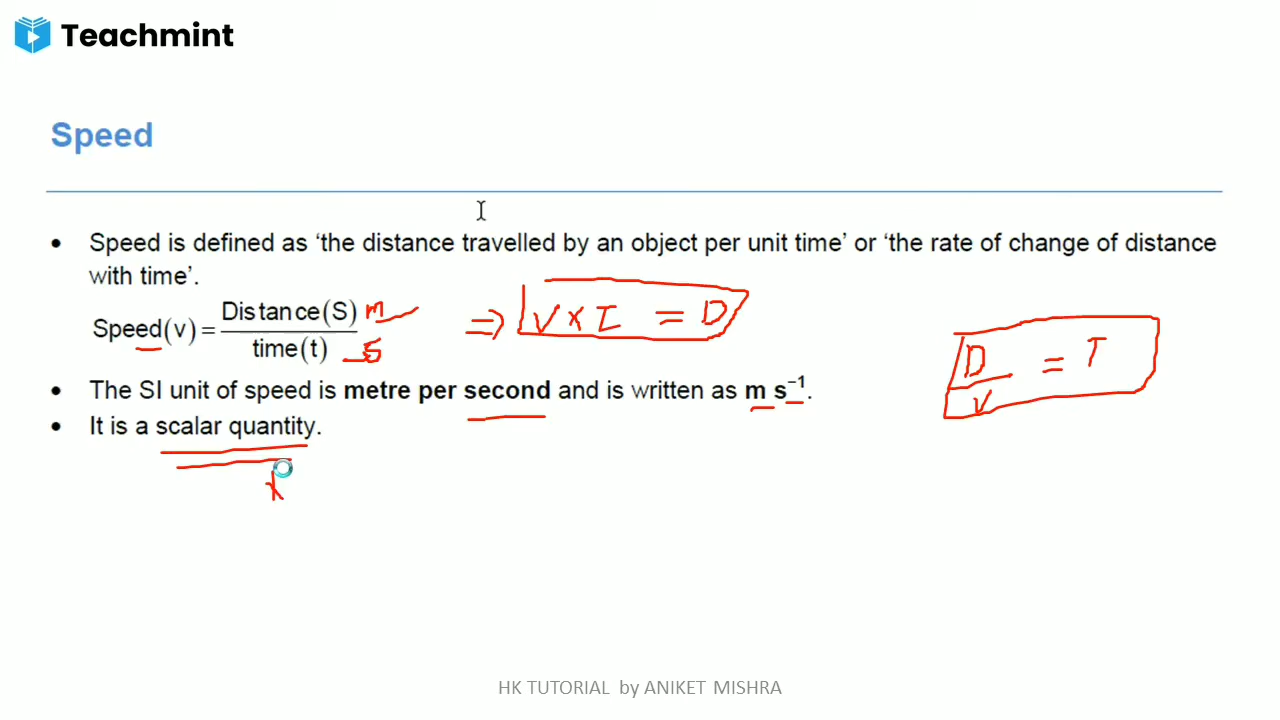 Teachmint
Speed
• Speed is defined as ‘the distance travelled by an object per unit time’ or ‘the rate of change of distance
with time’.
Speed(v) = Distance(S) / time(t) m s
⇒ V × T = D
D / V = T
• The SI unit of speed is metre per second and is written as m s⁻¹.
• It is a scalar quantity.
HK TUTORIAL by ANIKET MISHRA